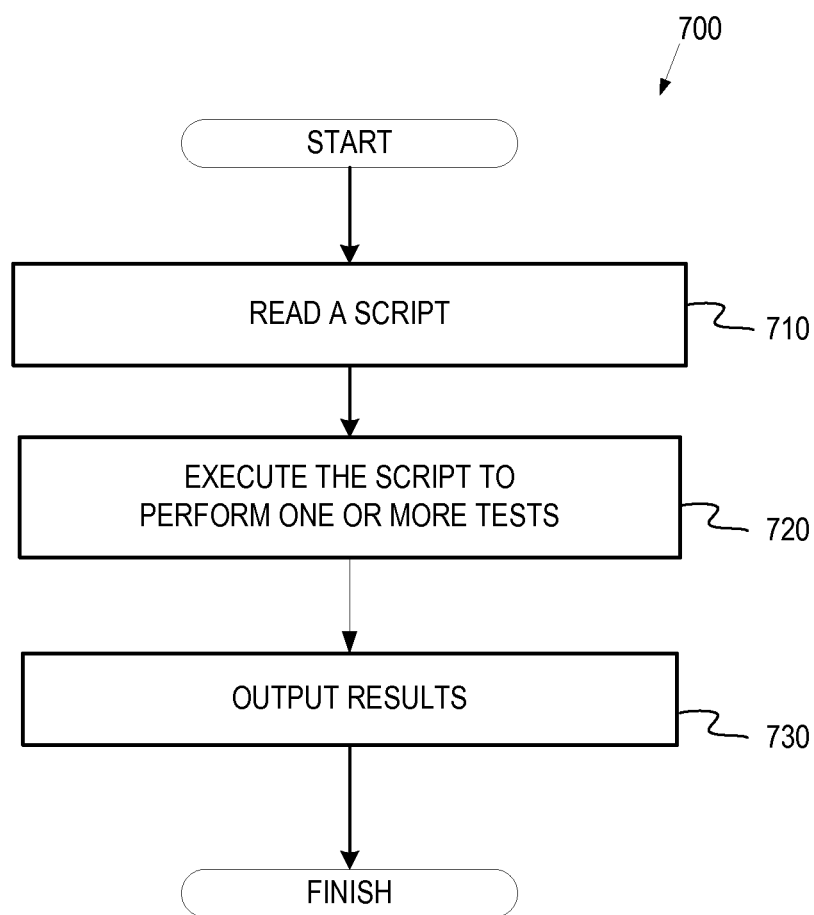 700
START
READ A SCRIPT
710
EXECUTE THE SCRIPT TO
PERFORM ONE OR MORE TESTS
720
OUTPUT RESULTS
730
FINISH